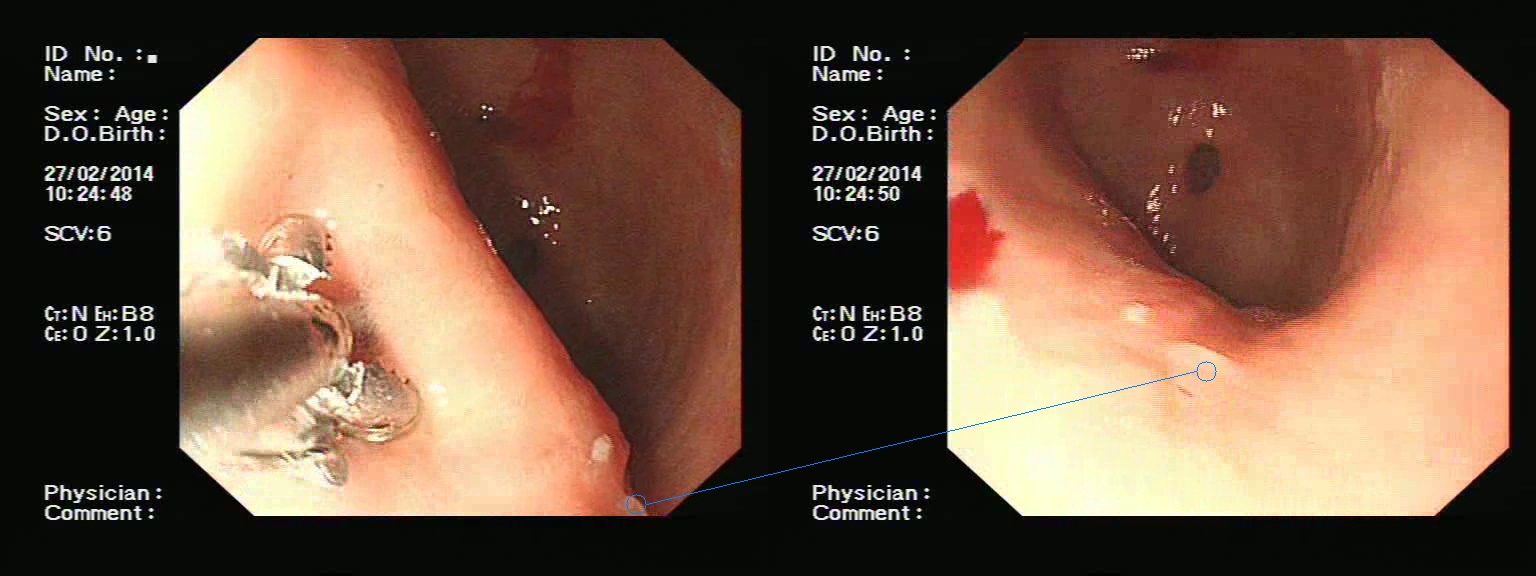 ID No. :
Name:
Sex: Age:
D.O.Birth:
27/02/2014
10:24:48
SCV:6
CT:N EH:B8
CE:0 Z:1.0
Physician:
Comment:
ID No. :
Name:
Sex: Age:
D.O.Birth:
27/02/2014
10:24:50
SCV:6
CT:N EH:B8
CE:0 Z:1.0
Physician:
Comment: